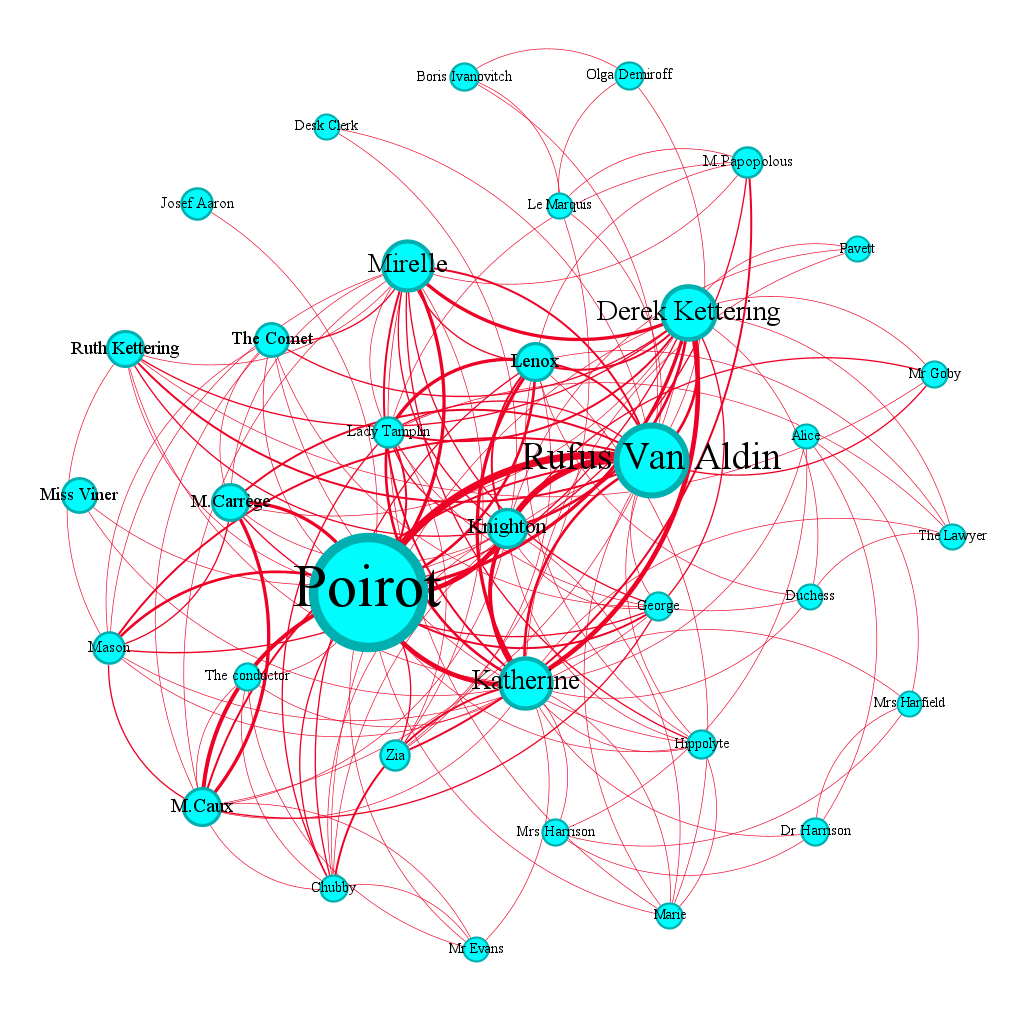 Boris Ivanovitch
Olga Demiroff
Desk Clerk
M.Papopolous
Josef Aaron
Le Marquis
Pavett
Mirelle
Derek Kettering
Ruth Kettering
The Comet
Lenox
Mr Goby
Lady Tamplin
Alice
Rufus Van Aldin
Miss Viner
M.Carrège
Knighton
The Lawyer
Poirot
Duchess
George
Mason
The conductor
Katherine
Mrs Harfield
Zia
Hippolyte
M.Caux
Mrs Harrison
Dr Harrison
Chubby
Marie
Mr Evans